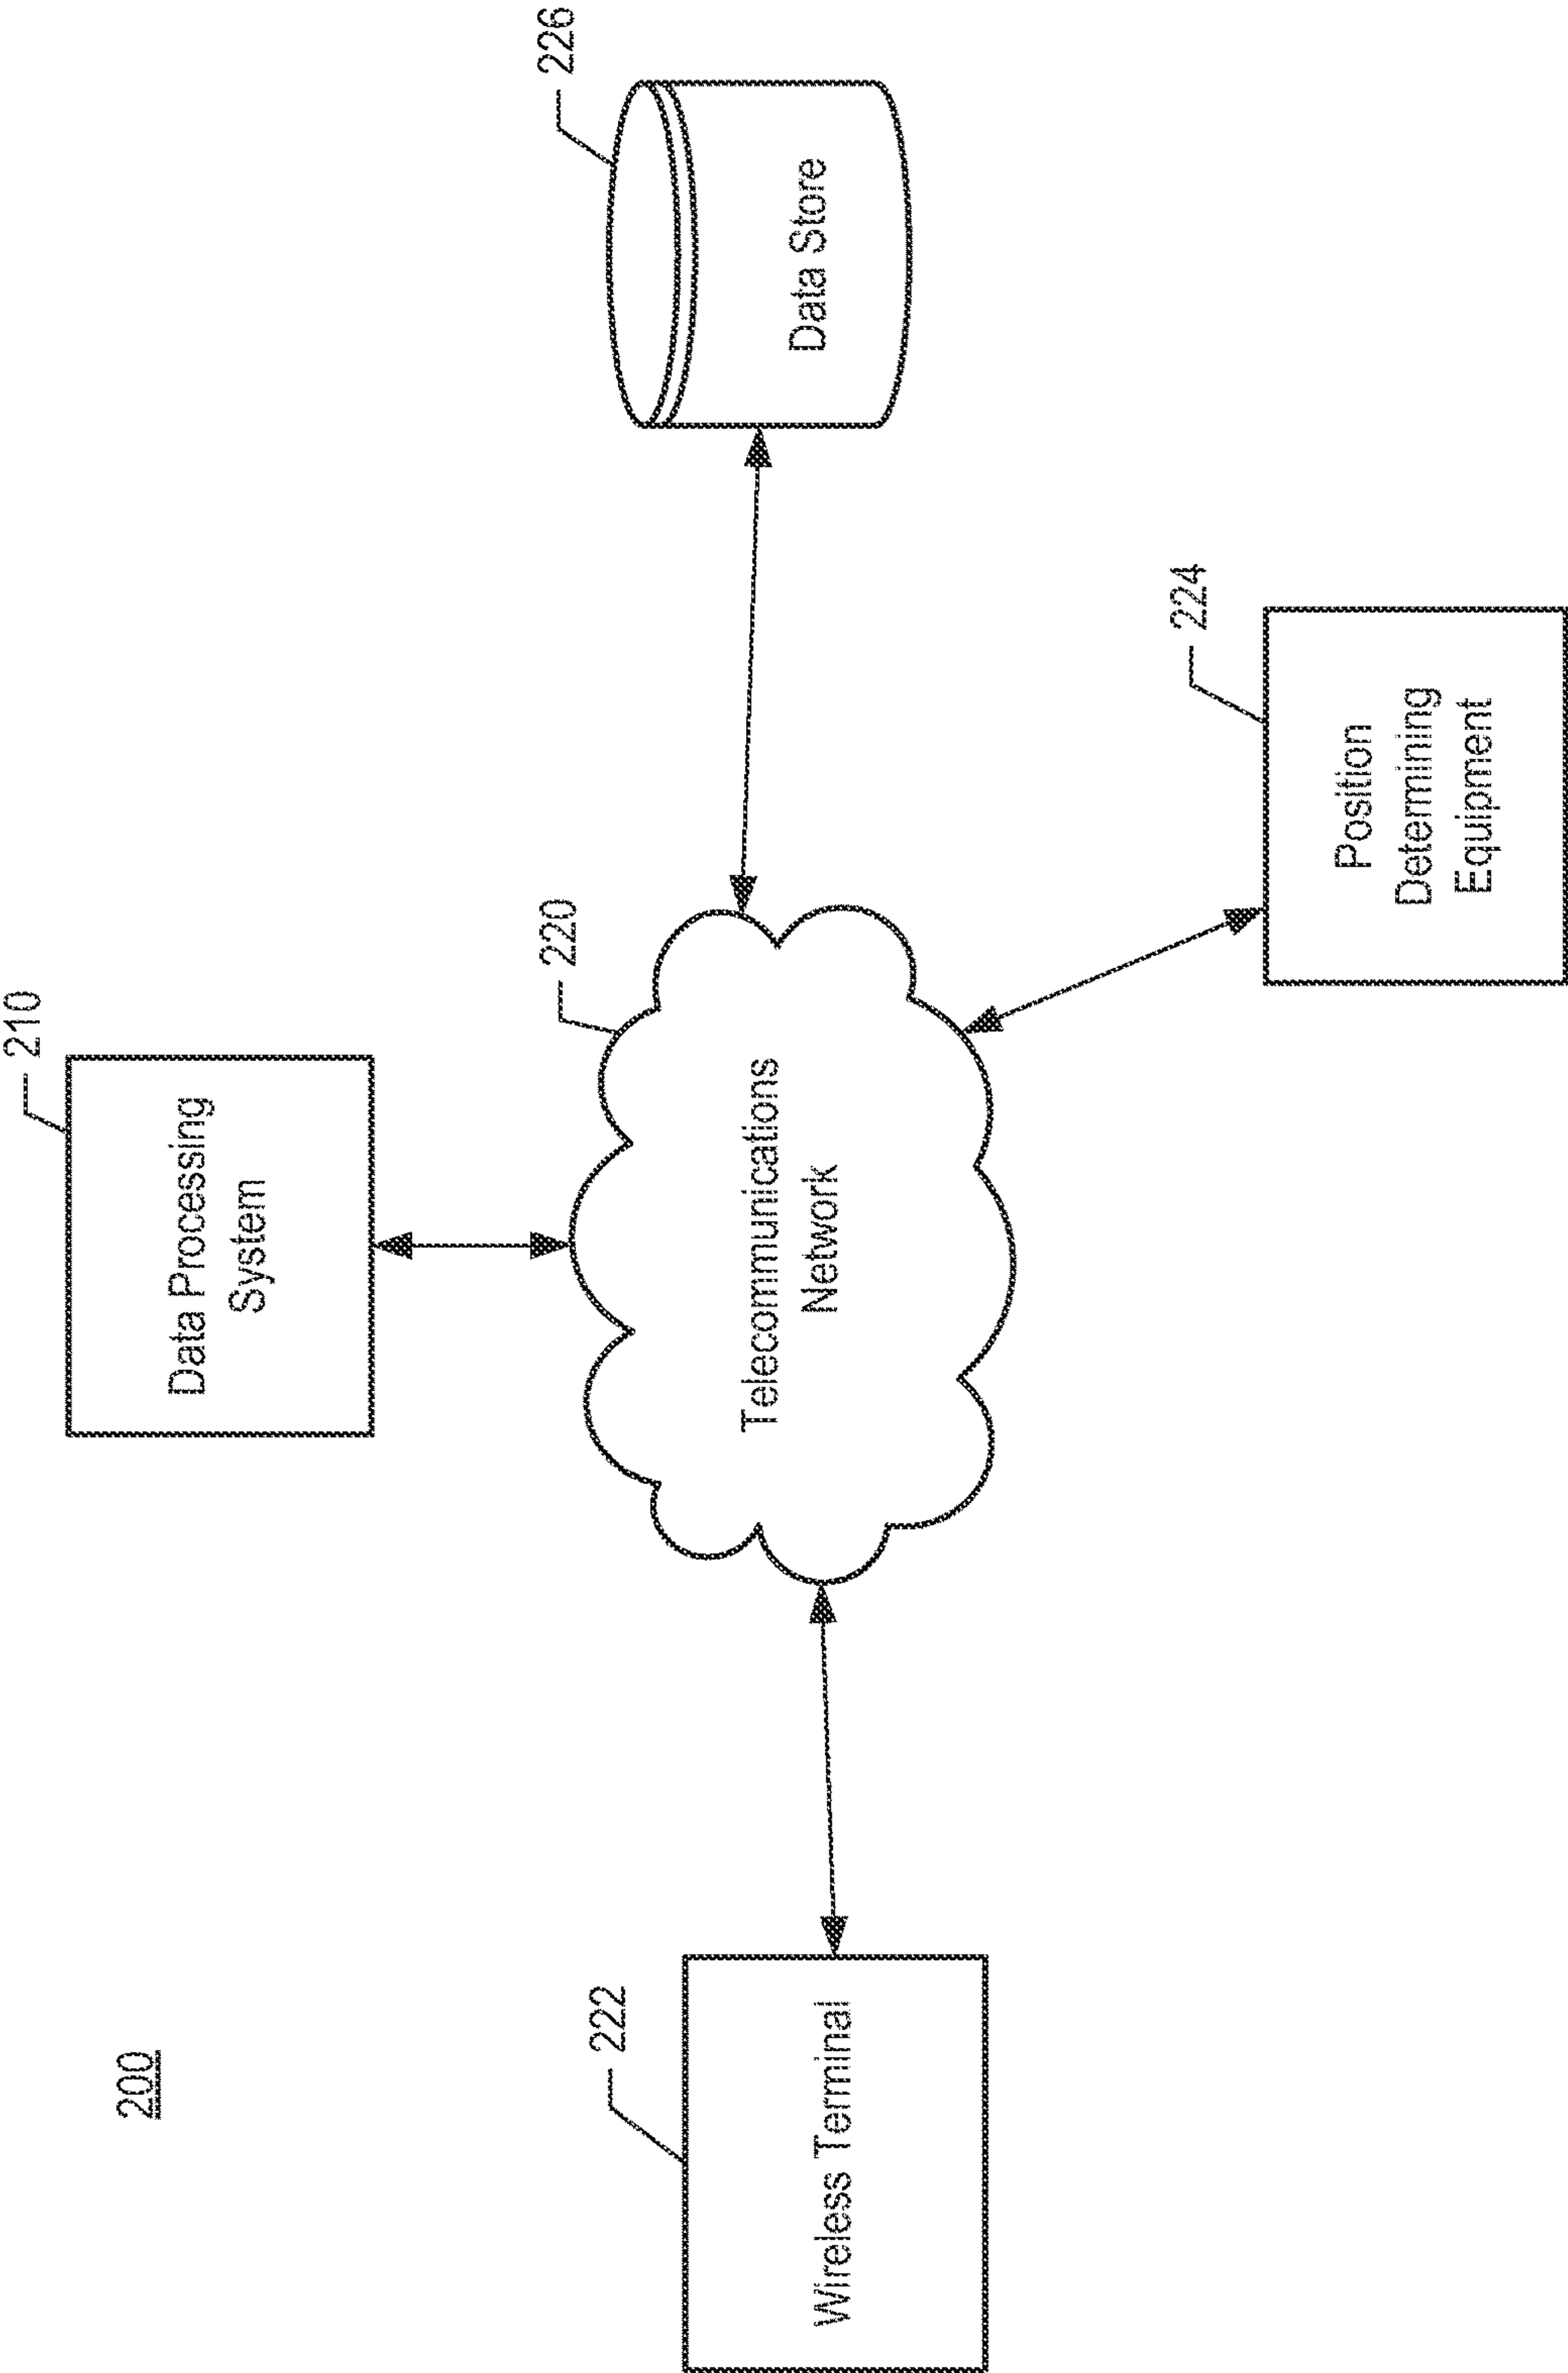 200
210
Data Processing
System
220
Telecommunications
Network
226
Data Store
222
Wireless Terminal
224
Position
Determining
Equipment